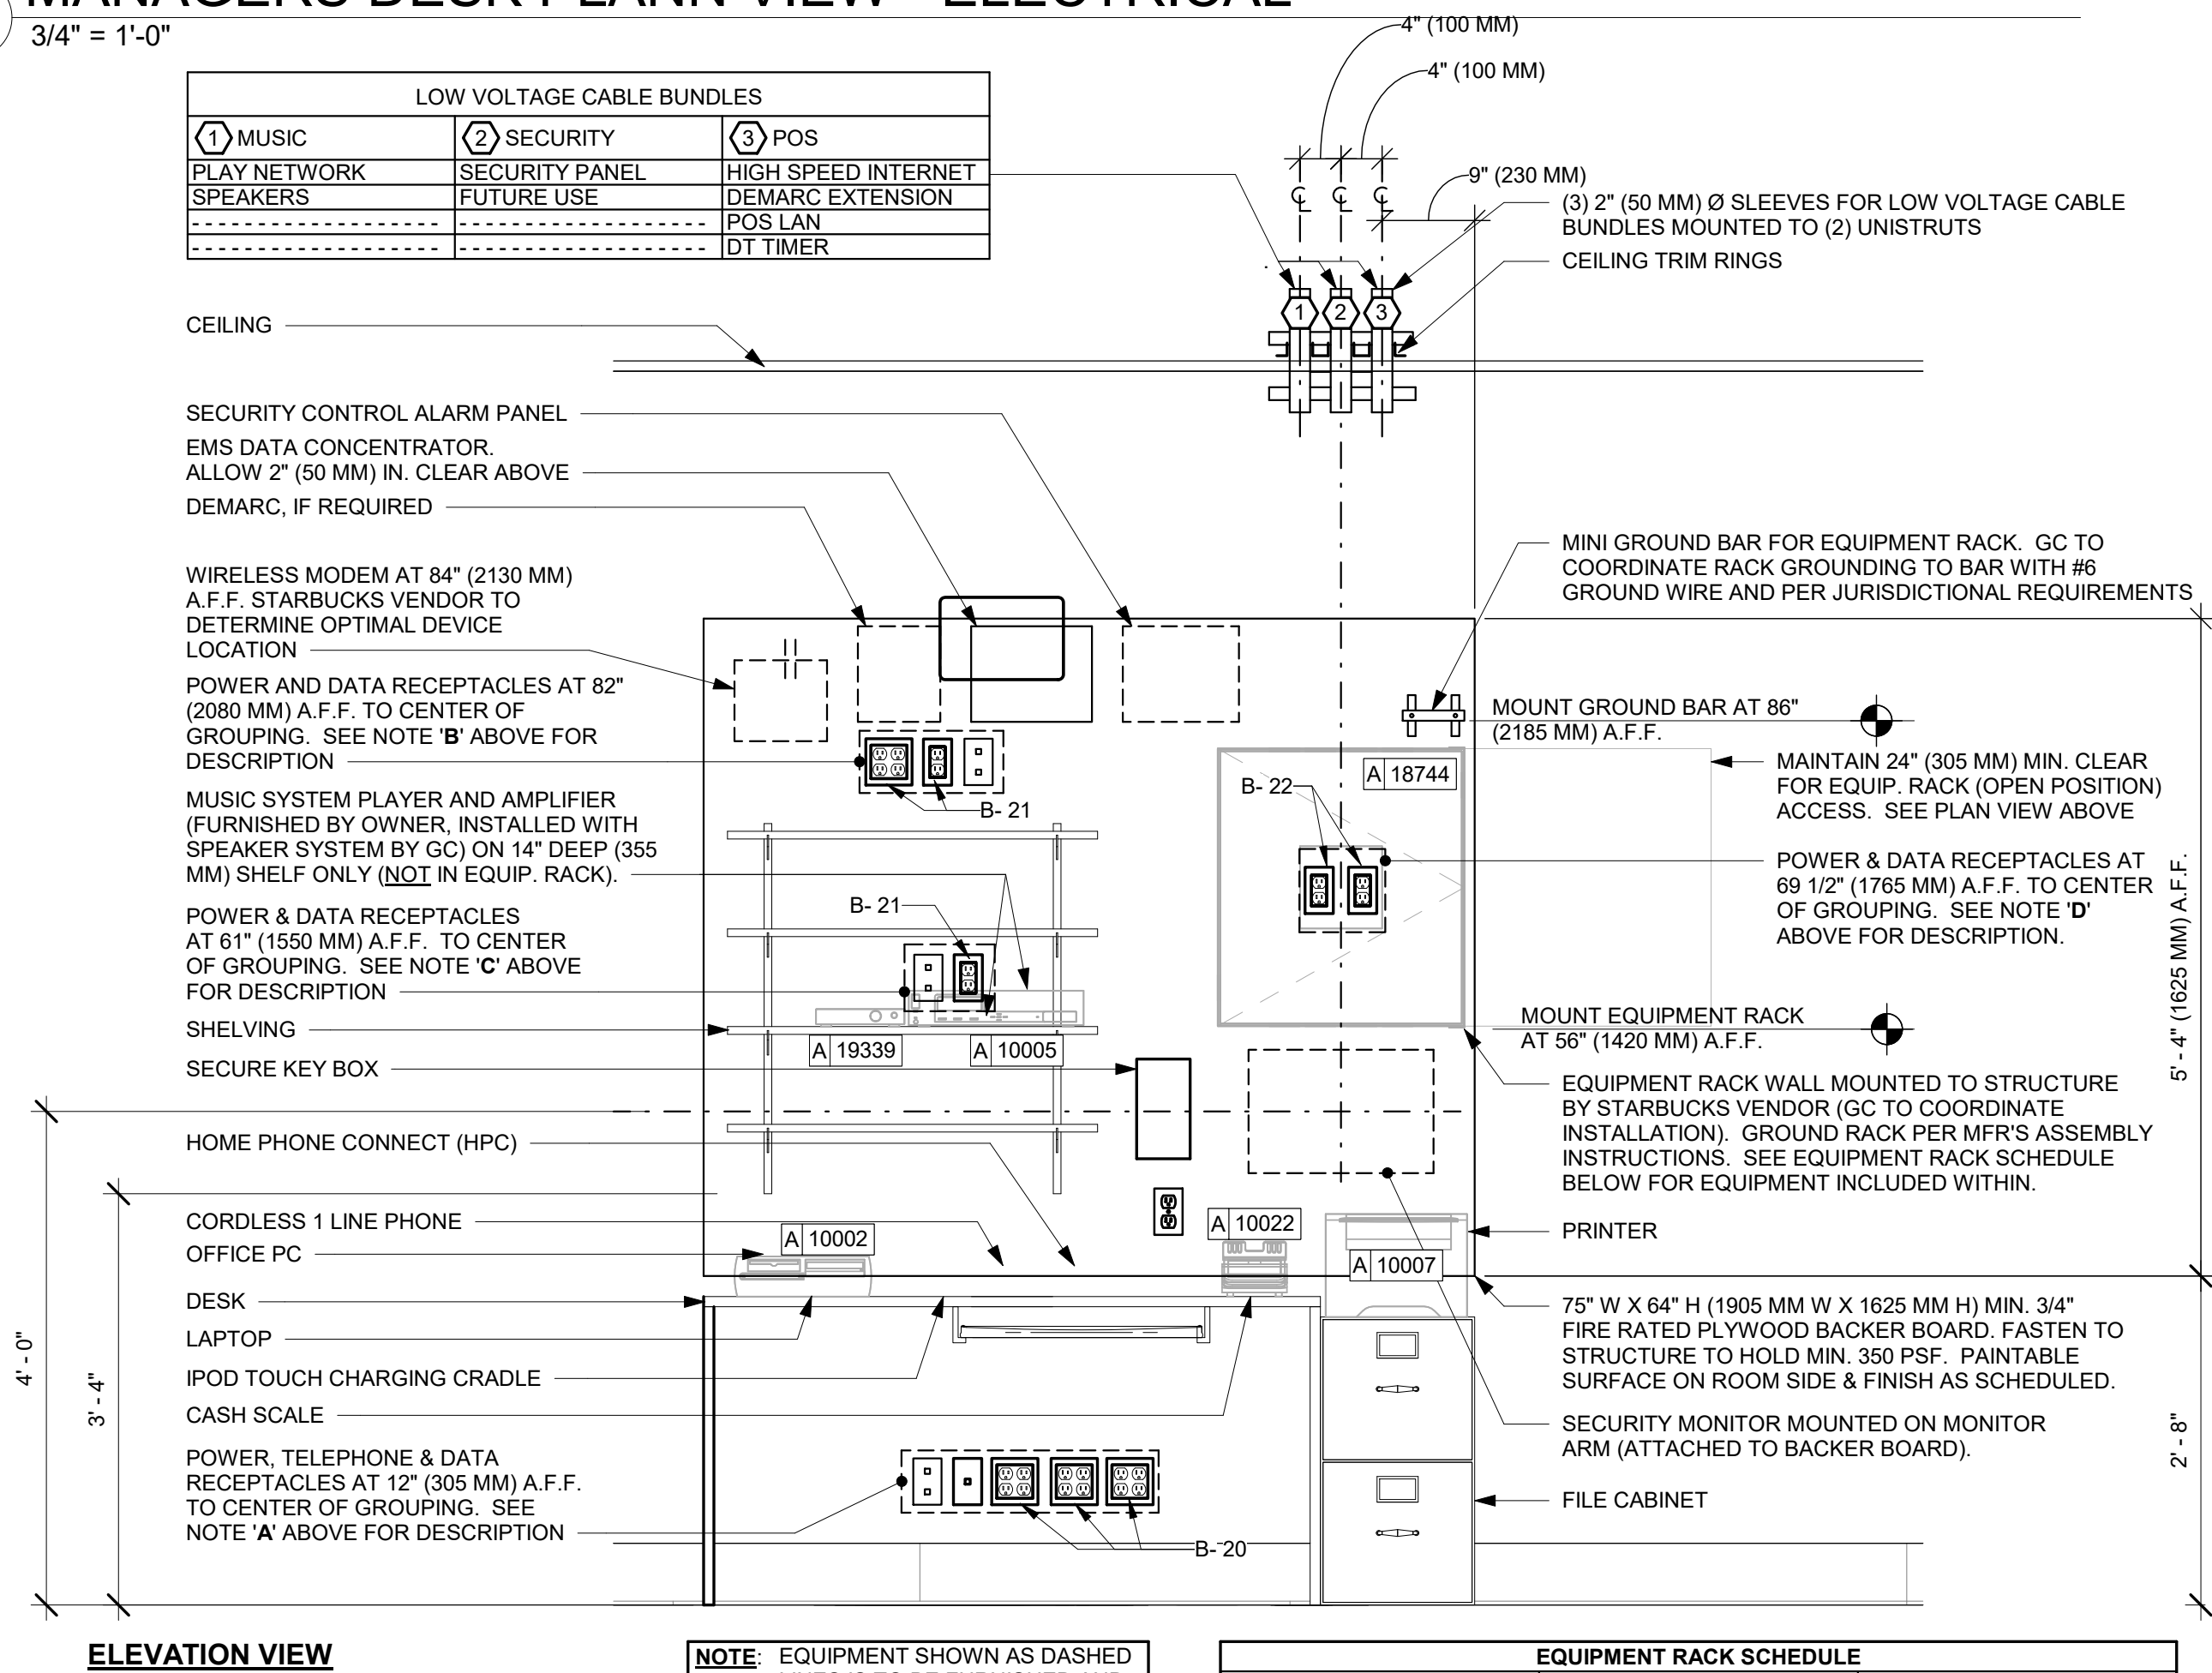 MANAGERS DESK PLANN VIEW - ELECTRICAL
3/4" = 1'-0"
LOW VOLTAGE CABLE BUNDLES
1 MUSIC 2 SECURITY 3 POS
PLAY NETWORK SECURITY PANEL HIGH SPEED INTERNET
SPEAKERS FUTURE USE DEMARC EXTENSION
- - - - - - - - - - - - - - - - - - - - - - - - - - - - - - - - - - - - POS LAN
- - - - - - - - - - - - - - - - - - - - - - - - - - - - - - - - - - - - DT TIMER
4" (100 MM)
4" (100 MM)
9" (230 MM)
(3) 2" (50 MM) Ø SLEEVES FOR LOW VOLTAGE CABLE
BUNDLES MOUNTED TO (2) UNISTRUTS
CEILING TRIM RINGS
1 2 3
CEILING
SECURITY CONTROL ALARM PANEL
EMS DATA CONCENTRATOR.
ALLOW 2" (50 MM) IN. CLEAR ABOVE
DEMARC, IF REQUIRED
WIRELESS MODEM AT 84" (2130 MM)
A.F.F. STARBUCKS VENDOR TO
DETERMINE OPTIMAL DEVICE
LOCATION
POWER AND DATA RECEPTACLES AT 82"
(2080 MM) A.F.F. TO CENTER OF
GROUPING. SEE NOTE 'B' ABOVE FOR
DESCRIPTION
MUSIC SYSTEM PLAYER AND AMPLIFIER
(FURNISHED BY OWNER, INSTALLED WITH
SPEAKER SYSTEM BY GC) ON 14" DEEP (355
MM) SHELF ONLY (NOT IN EQUIP. RACK).
POWER & DATA RECEPTACLES
AT 61" (1550 MM) A.F.F. TO CENTER
OF GROUPING. SEE NOTE 'C' ABOVE
FOR DESCRIPTION
SHELVING
SECURE KEY BOX
HOME PHONE CONNECT (HPC)
CORDLESS 1 LINE PHONE
OFFICE PC
DESK
LAPTOP
IPOD TOUCH CHARGING CRADLE
CASH SCALE
POWER, TELEPHONE & DATA
RECEPTACLES AT 12" (305 MM) A.F.F.
TO CENTER OF GROUPING. SEE
NOTE 'A' ABOVE FOR DESCRIPTION
4' - 0"
3' - 4"
B- 21
B- 21
B- 22
B- 20
A 18744
A 19339
A 10005
A 10002
A 10022
A 10007
MINI GROUND BAR FOR EQUIPMENT RACK. GC TO
COORDINATE RACK GROUNDING TO BAR WITH #6
GROUND WIRE AND PER JURISDICTIONAL REQUIREMENTS
MOUNT GROUND BAR AT 86"
(2185 MM) A.F.F.
MAINTAIN 24" (305 MM) MIN. CLEAR
FOR EQUIP. RACK (OPEN POSITION)
ACCESS. SEE PLAN VIEW ABOVE
POWER & DATA RECEPTACLES AT
69 1/2" (1765 MM) A.F.F. TO CENTER
OF GROUPING. SEE NOTE 'D'
ABOVE FOR DESCRIPTION.
MOUNT EQUIPMENT RACK
AT 56" (1420 MM) A.F.F.
EQUIPMENT RACK WALL MOUNTED TO STRUCTURE
BY STARBUCKS VENDOR (GC TO COORDINATE
INSTALLATION). GROUND RACK PER MFR'S ASSEMBLY
INSTRUCTIONS. SEE EQUIPMENT RACK SCHEDULE
BELOW FOR EQUIPMENT INCLUDED WITHIN.
PRINTER
75" W X 64" H (1905 MM W X 1625 MM H) MIN. 3/4"
FIRE RATED PLYWOOD BACKER BOARD. FASTEN TO
STRUCTURE TO HOLD MIN. 350 PSF. PAINTABLE
SURFACE ON ROOM SIDE & FINISH AS SCHEDULED.
SECURITY MONITOR MOUNTED ON MONITOR
ARM (ATTACHED TO BACKER BOARD).
FILE CABINET
5' - 4" (1625 MM) A.F.F.
2' - 8"
ELEVATION VIEW
NOTE: EQUIPMENT SHOWN AS DASHED
EQUIPMENT RACK SCHEDULE